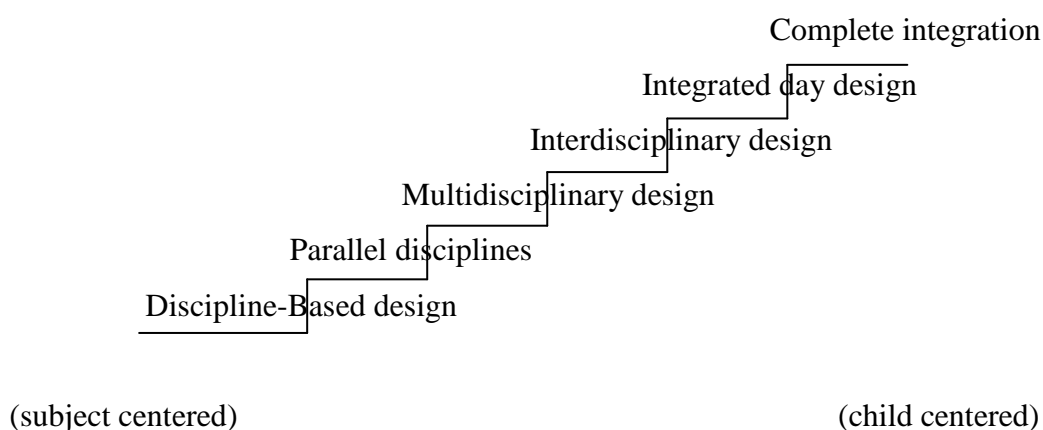 Complete integration
Integrated day design
Interdisciplinary design
Multidisciplinary design
Parallel disciplines
Discipline-Based design
(subject centered) (child centered)